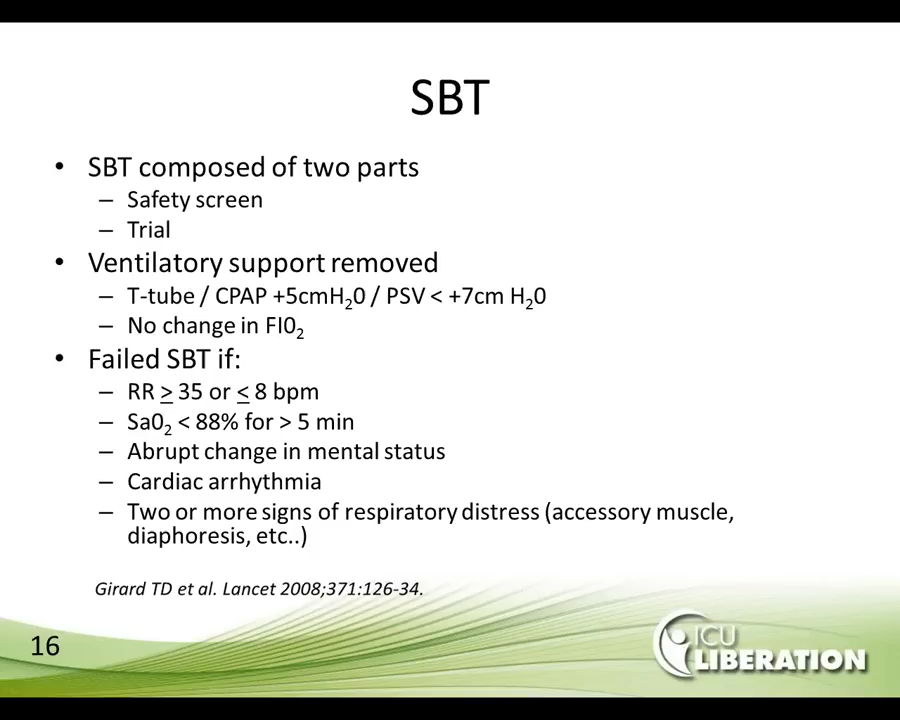 SBT
• SBT composed of two parts
– Safety screen
– Trial
• Ventilatory support removed
– T-tube / CPAP +5cmH₂0 / PSV < +7cm H₂0
– No change in FI0₂
• Failed SBT if:
– RR ≥ 35 or ≤ 8 bpm
– Sa0₂ < 88% for > 5 min
– Abrupt change in mental status
– Cardiac arrhythmia
– Two or more signs of respiratory distress (accessory muscle,
diaphoresis, etc..)
Girard TD et al. Lancet 2008;371:126-34.
16
ICU
LIBERATION